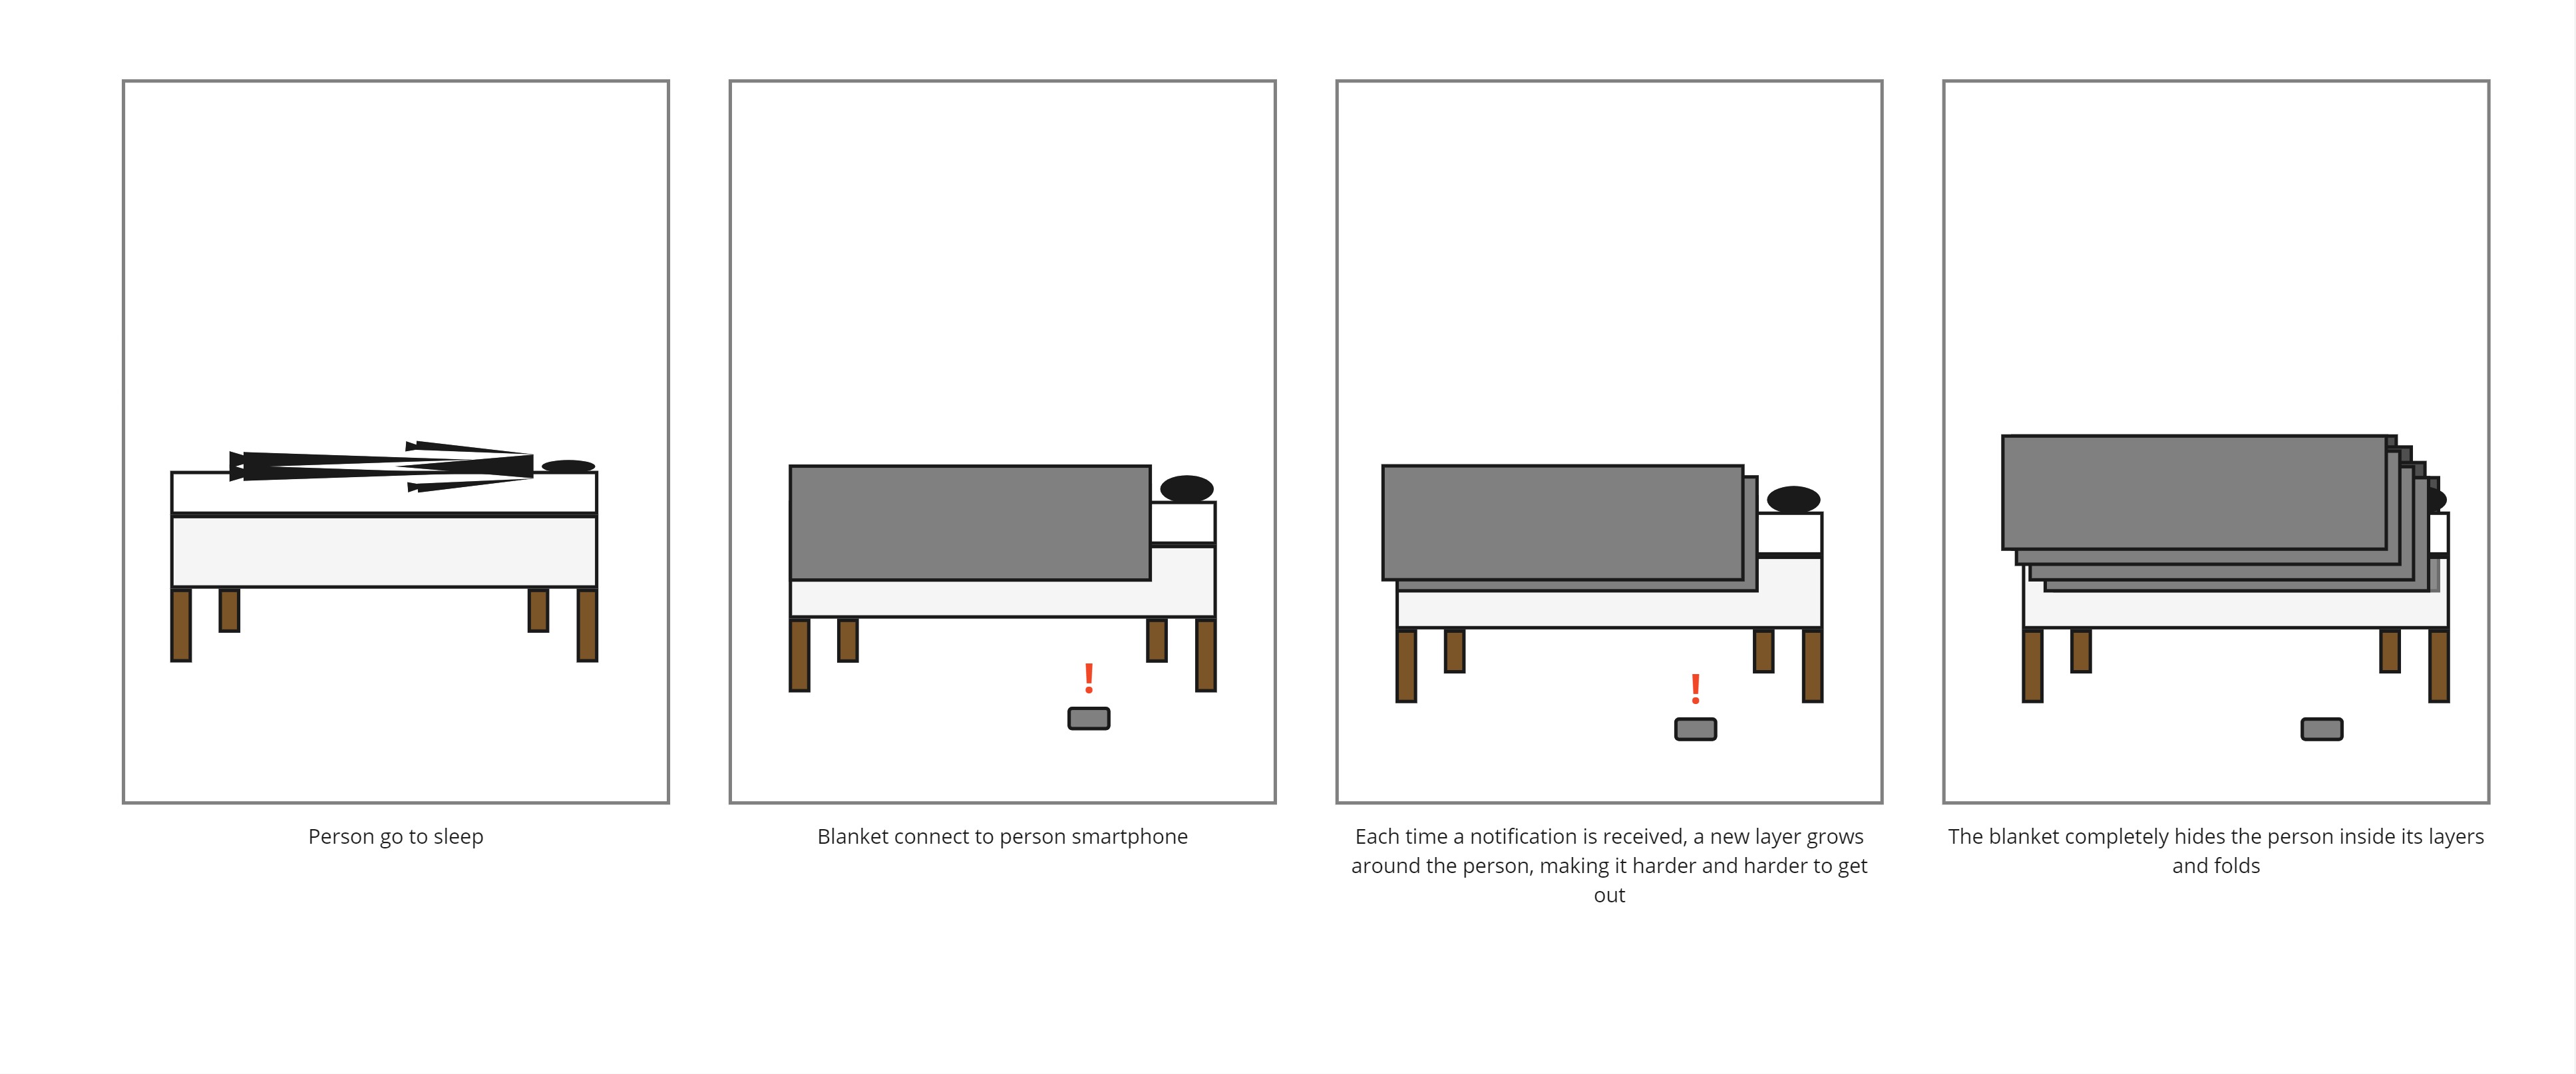 !
!
Person go to sleep
Blanket connect to person smartphone
Each time a notification is received, a new layer grows
around the person, making it harder and harder to get
out
The blanket completely hides the person inside its layers
and folds